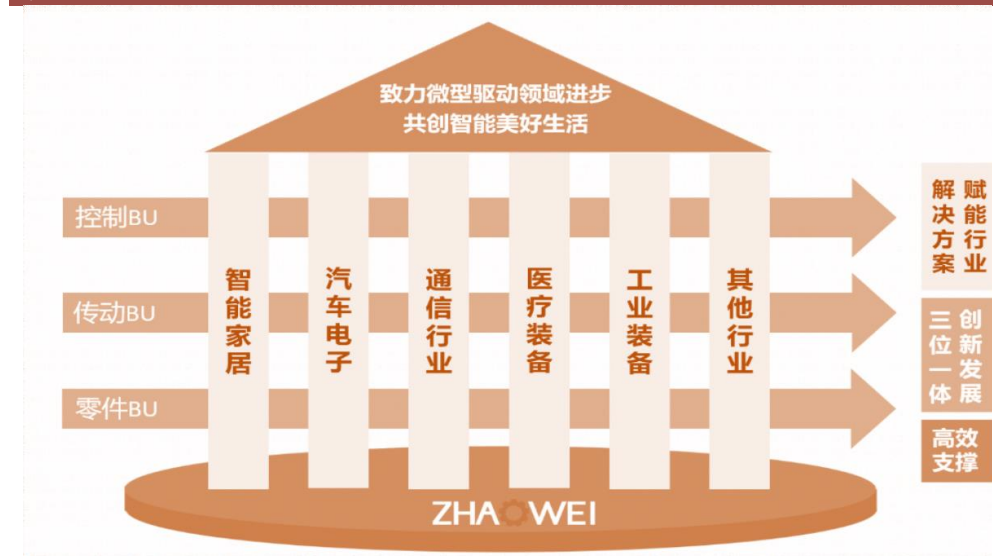 致力微型驱动领域进步
共创智能美好生活
控制BU
传动BU
零件BU
智能家居
汽车电子
通信行业
医疗装备
工业装备
其他行业
赋能行业
解决方案
创新发展
三位一体
高效
支撑
ZHAOWEI